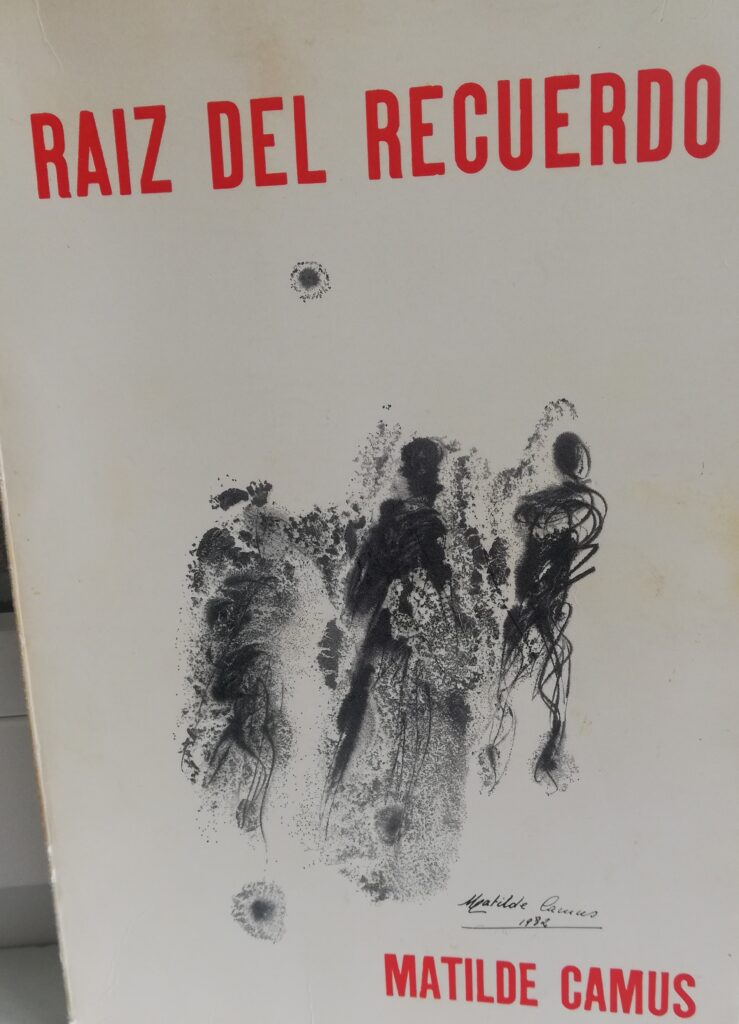 RAIZ DEL RECUERDO
Matilde Camus
1982
MATILDE CAMUS